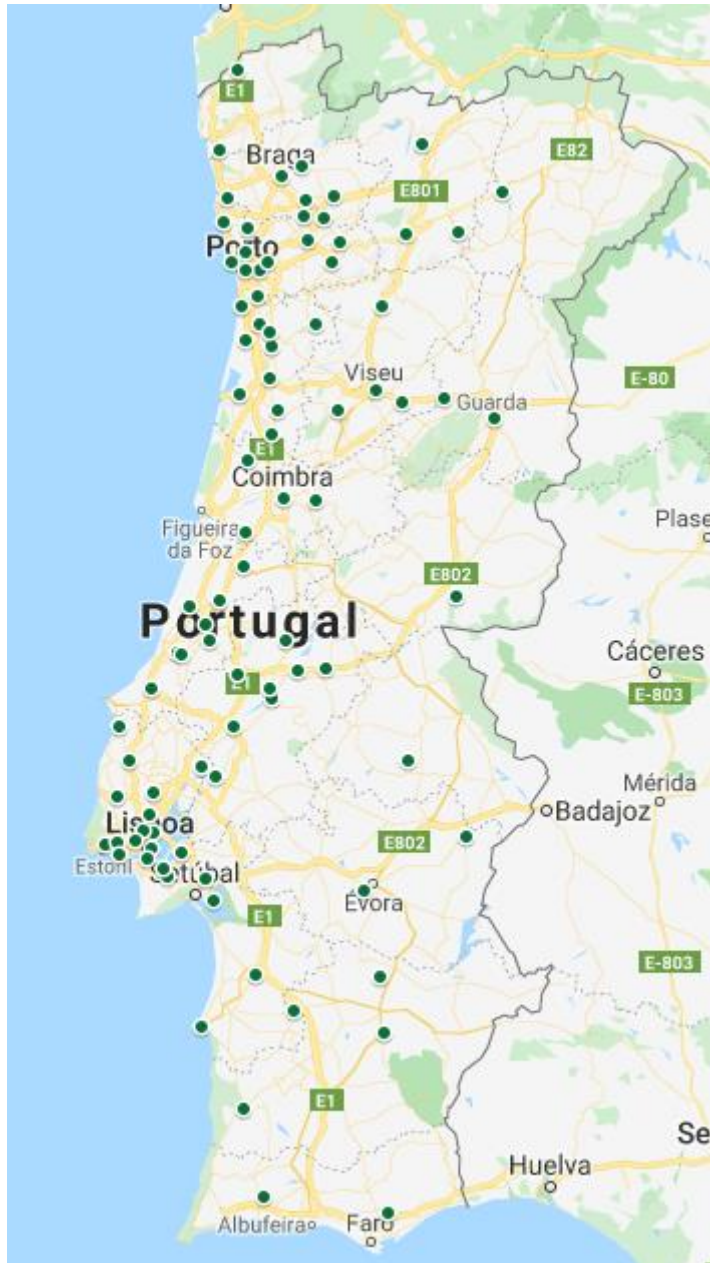 E1
Braga
E82
E801
Porto
Viseu
E-80
Guarda
E1
Coimbra
Figueira
da Foz
Plase
E802
Portugal
Cáceres
E1
E-803
Mérida
Lisboa
Badajoz
E802
Estoril
Setúbal
Évora
E1
E-803
E1
Se
Huelva
Albufeira
Faro